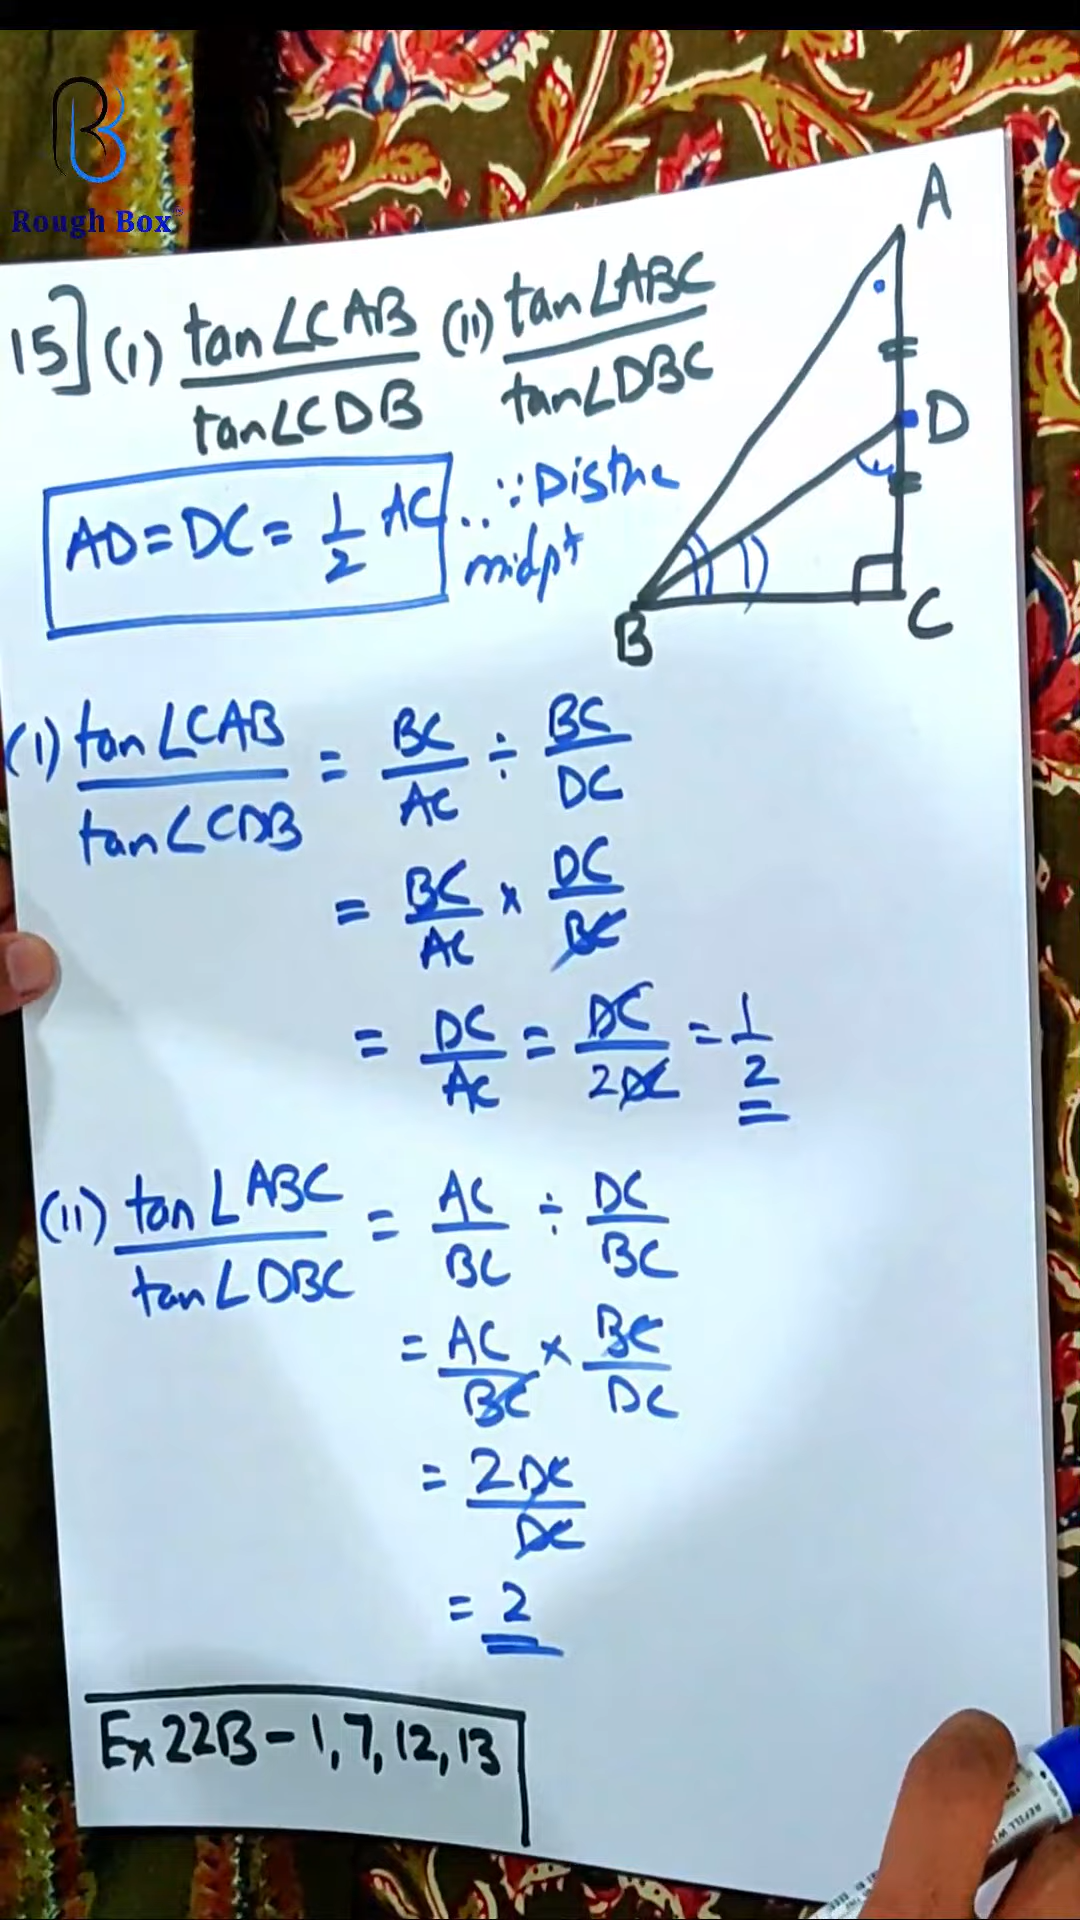 B
Rough Box™
15] (i) tan∠CAB / tan∠CDB (ii) tan∠ABC / tan∠DBC
AD = DC = 1/2 AC .. ∵ D is the
midpt
A
D
B
C
(i) tan∠CAB / tan∠CDB = BC/AC ÷ BC/DC
= BC/AC × DC/BC
= DC/AC = DC/2DC = 1/2
(ii) tan∠ABC / tan∠DBC = AC/BC ÷ DC/BC
= AC/BC × BC/DC
= 2DC/DC
= 2
Ex 22B - 1, 7, 12, 13